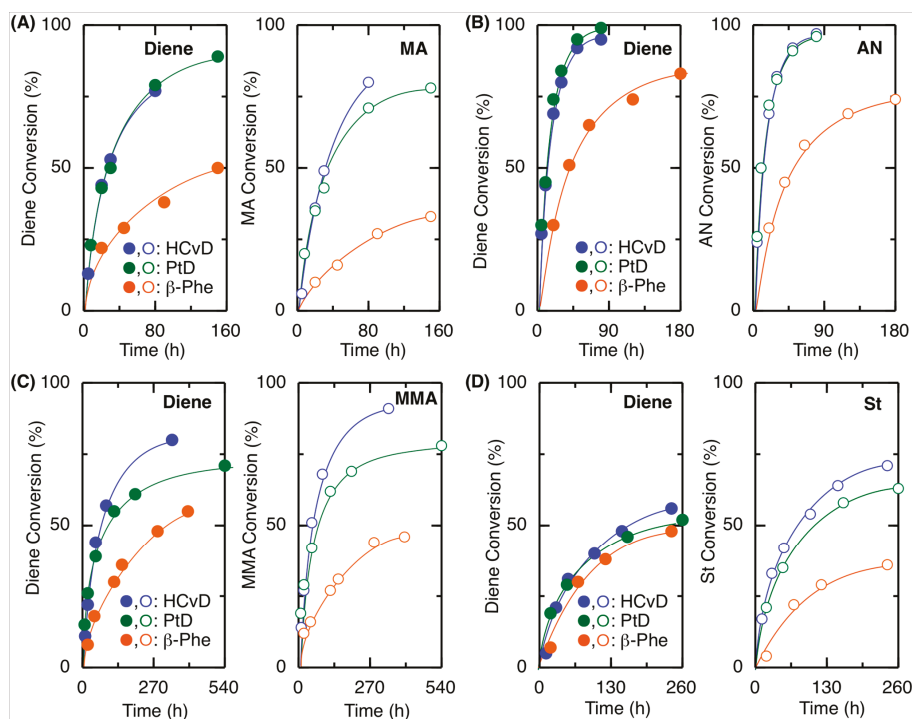 (A)
100
Diene
Diene Conversion (%)
50
0
●,○: HCvD
●,○: PtD
●,○: β-Phe
0 80 160
Time (h)
100
MA
MA Conversion (%)
50
0
0 80 160
Time (h)
(B)
100
Diene
Diene Conversion (%)
50
0
●,○: HCvD
●,○: PtD
●,○: β-Phe
0 90 180
Time (h)
100
AN
AN Conversion (%)
50
0
0 90 180
Time (h)
(C)
100
Diene
Diene Conversion (%)
50
0
●,○: HCvD
●,○: PtD
●,○: β-Phe
0 270 540
Time (h)
100
MMA
MMA Conversion (%)
50
0
0 270 540
Time (h)
(D)
100
Diene
Diene Conversion (%)
50
0
●,○: HCvD
●,○: PtD
●,○: β-Phe
0 130 260
Time (h)
100
St
St Conversion (%)
50
0
0 130 260
Time (h)